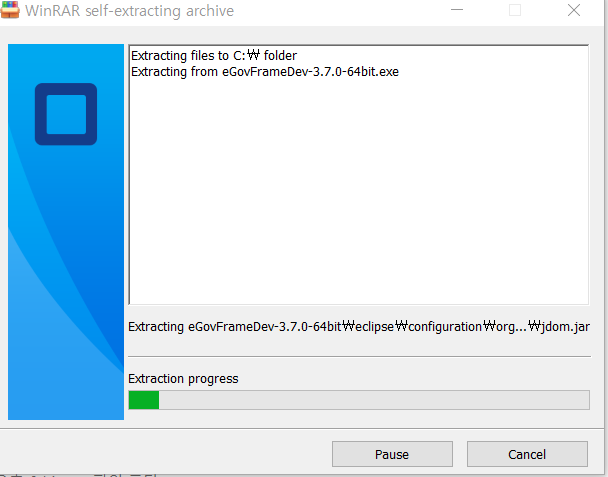 WinRAR self-extracting archive
Extracting files to C:₩ folder
Extracting from eGovFrameDev-3.7.0-64bit.exe
Extracting eGovFrameDev-3.7.0-64bit₩eclipse₩configuration₩org...₩jdom.jar
Extraction progress
Pause
Cancel